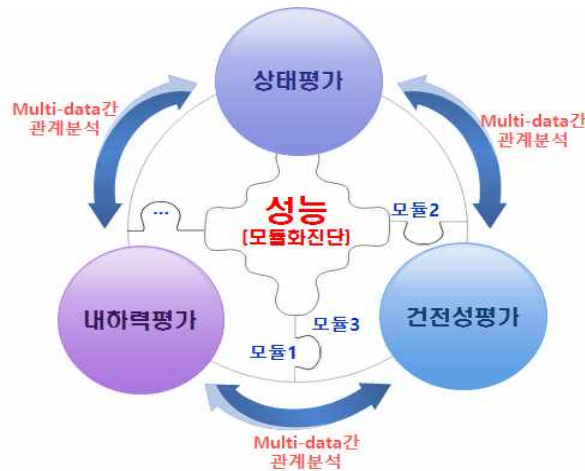 상태평가
Multi-data간
관계분석
Multi-data간
관계분석
...
성능
(모듈화진단)
모듈2
내하력평가
건전성평가
모듈3
모듈1
Multi-data간
관계분석